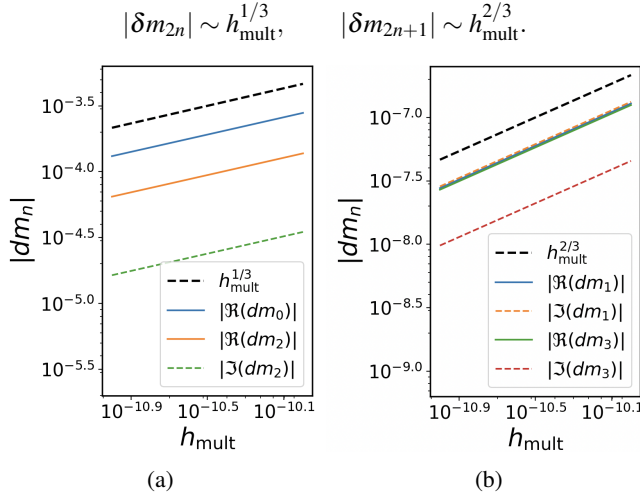 |δm_{2n}| ∼ h_{mult}^{1/3}, |δm_{2n+1}| ∼ h_{mult}^{2/3}.
10^{-3.5}
10^{-4.0}
10^{-4.5}
10^{-5.0}
10^{-5.5}
|dm_n|
h_{mult}^{1/3}
|ℜ(dm_0)|
|ℜ(dm_2)|
|ℑ(dm_2)|
10^{-10.9} 10^{-10.5} 10^{-10.1}
h_{mult}
(a)
10^{-7.0}
10^{-7.5}
10^{-8.0}
10^{-8.5}
10^{-9.0}
|dm_n|
h_{mult}^{2/3}
|ℜ(dm_1)|
|ℑ(dm_1)|
|ℜ(dm_3)|
|ℑ(dm_3)|
10^{-10.9} 10^{-10.5} 10^{-10.1}
h_{mult}
(b)